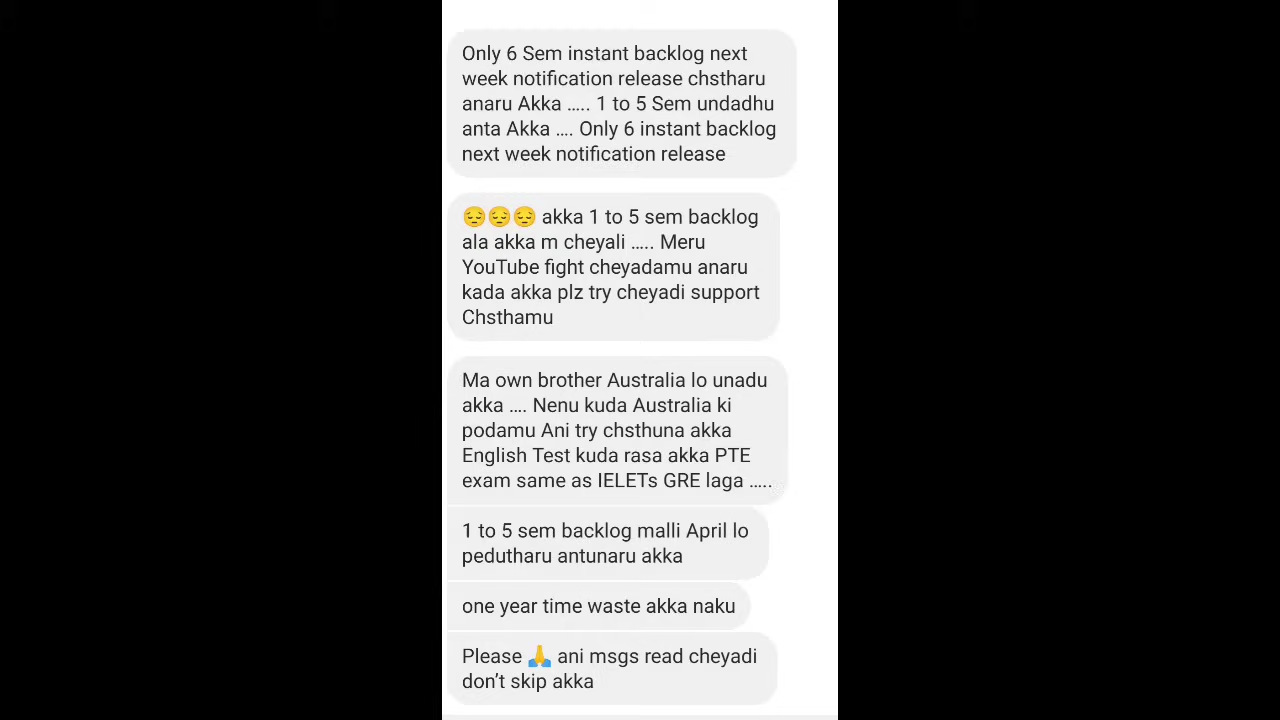 Only 6 Sem instant backlog next
week notification release chstharu
anaru Akka ..... 1 to 5 Sem undadhu
anta Akka .... Only 6 instant backlog
next week notification release
😔😔😔 akka 1 to 5 sem backlog
ala akka m cheyali ..... Meru
YouTube fight cheyadamu anaru
kada akka plz try cheyadi support
Chsthamu
Ma own brother Australia lo unadu
akka .... Nenu kuda Australia ki
podamu Ani try chsthuna akka
English Test kuda rasa akka PTE
exam same as IELETs GRE laga .....
1 to 5 sem backlog malli April lo
pedutharu antunaru akka
one year time waste akka naku
Please 🙏 ani msgs read cheyadi
don’t skip akka